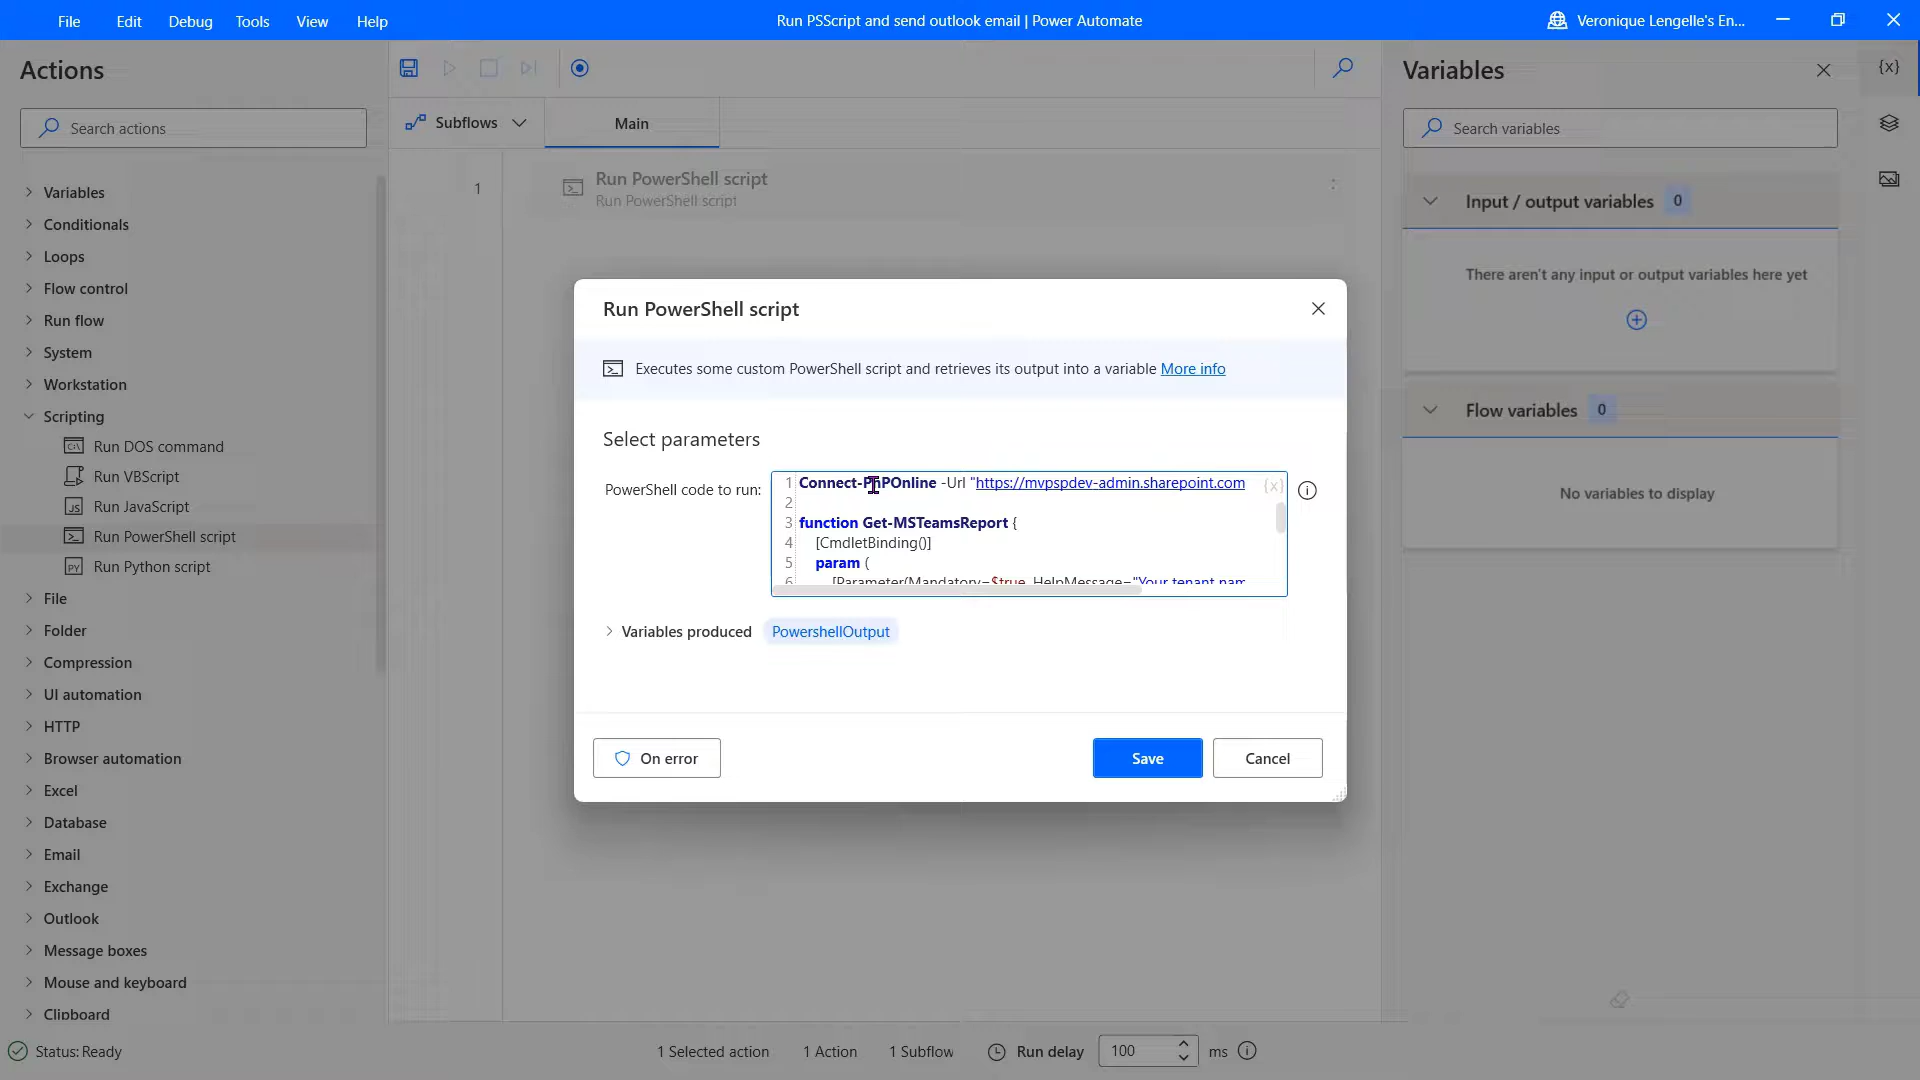 File Edit Debug Tools View Help
Run PSScript and send outlook email | Power Automate
Veronique Lengelle's En...
Actions
Search actions
Variables
Conditionals
Loops
Flow control
Run flow
System
Workstation
Scripting
Run DOS command
Run VBScript
Run JavaScript
Run PowerShell script
Run Python script
File
Folder
Compression
UI automation
HTTP
Browser automation
Excel
Database
Email
Exchange
Outlook
Message boxes
Mouse and keyboard
Clipboard
Subflows
Main
1
Run PowerShell script
Run PowerShell script
Run PowerShell script
Executes some custom PowerShell script and retrieves its output into a variable More info
Select parameters
PowerShell code to run:
1 Connect-PnPOnline -Url "https://mvpspdev-admin.sharepoint.com
2
3 function Get-MSTeamsReport {
4 [CmdletBinding()]
5 param (
6 [Parameter(Mandatory=$true, HelpMessage="Your tenant nam
{x}
Variables produced PowershellOutput
On error
Save
Cancel
Variables
{x}
Search variables
Input / output variables 0
There aren't any input or output variables here yet
Flow variables 0
No variables to display
Status: Ready
1 Selected action 1 Action 1 Subflow Run delay 100 ms